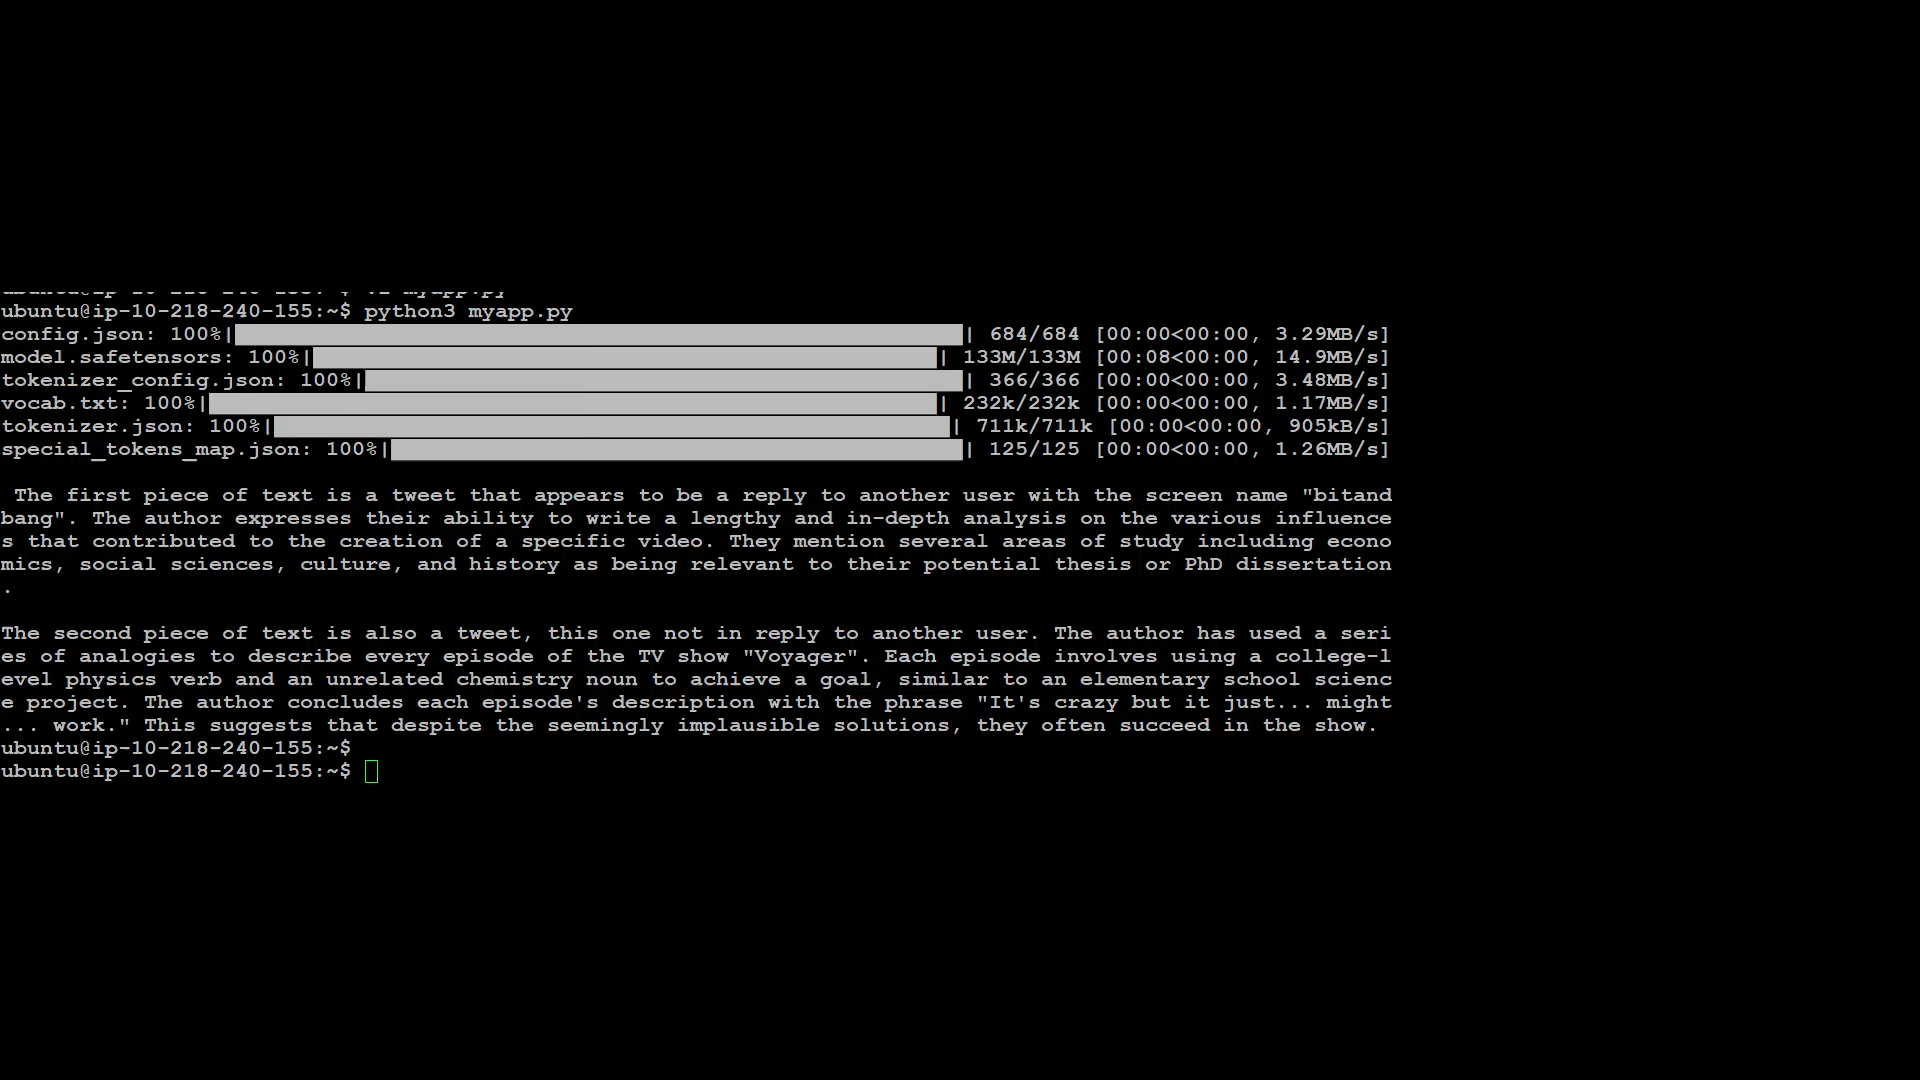 ubuntu@ip-10-218-240-155:~$ vi myapp.py
ubuntu@ip-10-218-240-155:~$ python3 myapp.py
config.json: 100%|██████████| 684/684 [00:00<00:00, 3.29MB/s]
model.safetensors: 100%|██████████| 133M/133M [00:08<00:00, 14.9MB/s]
tokenizer_config.json: 100%|██████████| 366/366 [00:00<00:00, 3.48MB/s]
vocab.txt: 100%|██████████| 232k/232k [00:00<00:00, 1.17MB/s]
tokenizer.json: 100%|██████████| 711k/711k [00:00<00:00, 905kB/s]
special_tokens_map.json: 100%|██████████| 125/125 [00:00<00:00, 1.26MB/s]
The first piece of text is a tweet that appears to be a reply to another user with the screen name "bitand
bang". The author expresses their ability to write a lengthy and in-depth analysis on the various influence
s that contributed to the creation of a specific video. They mention several areas of study including econo
mics, social sciences, culture, and history as being relevant to their potential thesis or PhD dissertation
.
The second piece of text is also a tweet, this one not in reply to another user. The author has used a seri
es of analogies to describe every episode of the TV show "Voyager". Each episode involves using a college-l
evel physics verb and an unrelated chemistry noun to achieve a goal, similar to an elementary school scienc
e project. The author concludes each episode's description with the phrase "It's crazy but it just... might
... work." This suggests that despite the seemingly implausible solutions, they often succeed in the show.
ubuntu@ip-10-218-240-155:~$
ubuntu@ip-10-218-240-155:~$